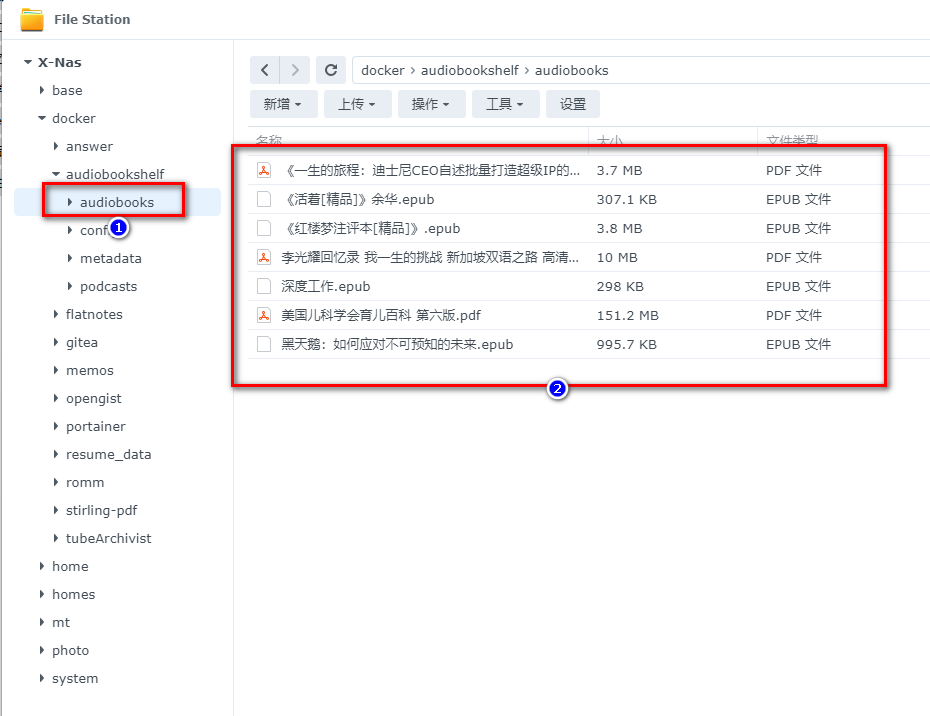 File Station
X-Nas
base
docker
answer
audiobookshelf
audiobooks
1
conf
metadata
podcasts
flatnotes
gitea
memos
opengist
portainer
resume_data
romm
stirling-pdf
tubeArchivist
home
homes
mt
photo
system
docker › audiobookshelf › audiobooks
新增 上传 操作 工具 设置
名称 大小 文件类型
《一生的旅程：迪士尼CEO自述批量打造超级IP的... 3.7 MB PDF 文件
《活着[精品]》余华.epub 307.1 KB EPUB 文件
《红楼梦注评本[精品]》.epub 3.8 MB EPUB 文件
李光耀回忆录 我一生的挑战 新加坡双语之路 高清... 10 MB PDF 文件
深度工作.epub 298 KB EPUB 文件
美国儿科学会育儿百科 第六版.pdf 151.2 MB PDF 文件
黑天鹅：如何应对不可预知的未来.epub 995.7 KB EPUB 文件
2